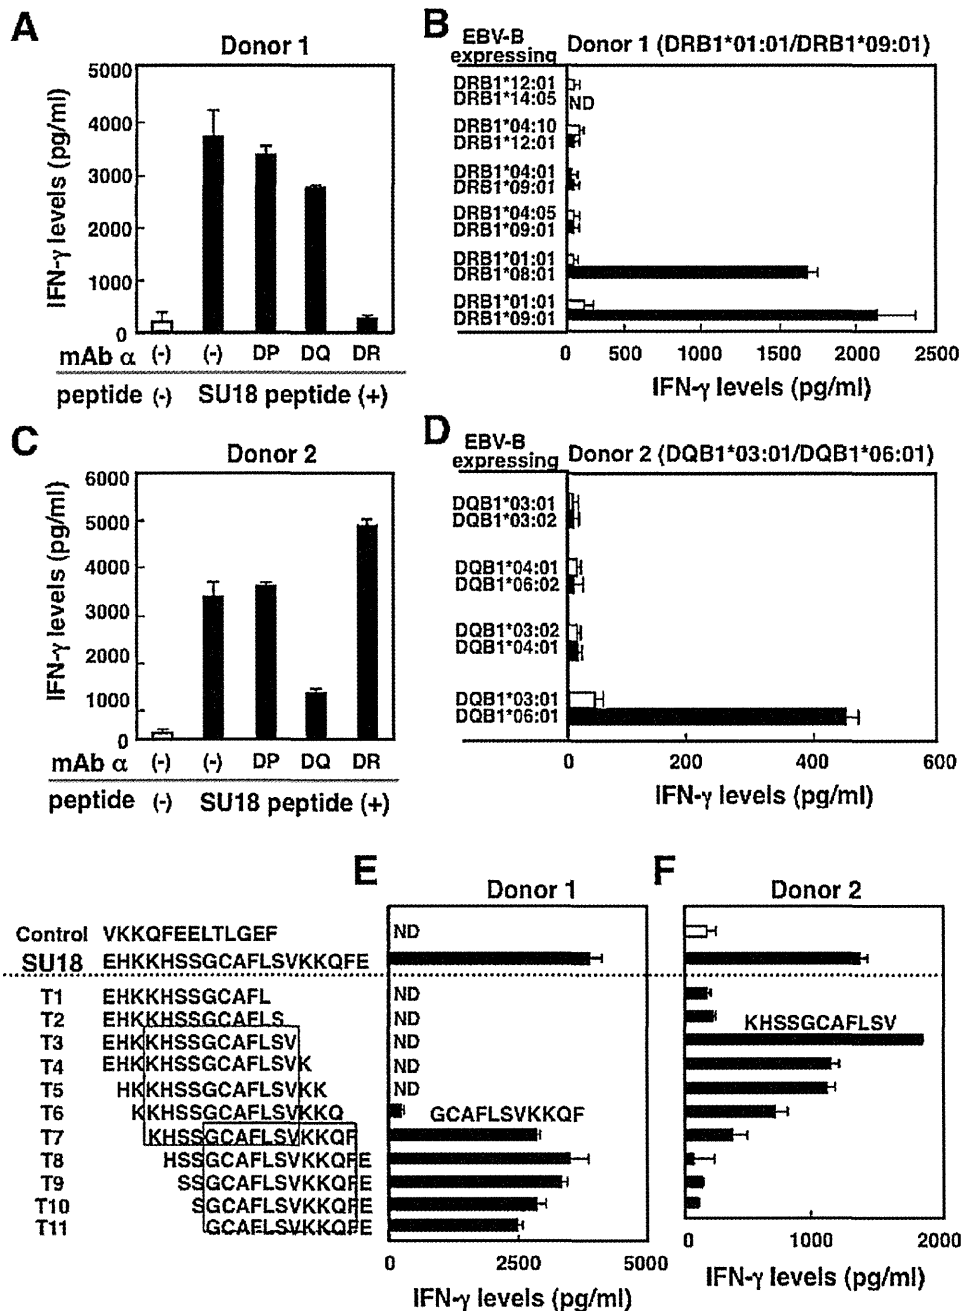 A
Donor 1
IFN-γ levels (pg/ml)
5000
4000
3000
2000
1000
0
mAb α (-) (-) DP DQ DR
peptide (-) SU18 peptide (+)
B
EBV-B expressing
Donor 1 (DRB1*01:01/DRB1*09:01)
DRB1*12:01
DRB1*14:05 ND
DRB1*04:10
DRB1*12:01
DRB1*04:01
DRB1*09:01
DRB1*04:05
DRB1*09:01
DRB1*01:01
DRB1*08:01
DRB1*01:01
DRB1*09:01
0 500 1000 1500 2000 2500
IFN-γ levels (pg/ml)
C
Donor 2
IFN-γ levels (pg/ml)
6000
5000
4000
3000
2000
1000
0
mAb α (-) (-) DP DQ DR
peptide (-) SU18 peptide (+)
D
EBV-B expressing
Donor 2 (DQB1*03:01/DQB1*06:01)
DQB1*03:01
DQB1*03:02
DQB1*04:01
DQB1*06:02
DQB1*03:02
DQB1*04:01
DQB1*03:01
DQB1*06:01
0 200 400 600
IFN-γ levels (pg/ml)
E
Donor 1
F
Donor 2
Control VKKQFEELTLGEF ND
SU18 EHKKHSSGCAFLSVKKQFE
T1 EHKKHSSGCAFL ND
T2 EHKKHSSGCAFLS ND
T3 EHKKHSSGCAFLSV ND KHSSGCAFLSV
T4 EHKKHSSGCAFLSVK ND
T5 HKKHSSGCAFLSVKK ND
T6 KKHSSGCAFLSVKKQ GCAFLSVKKQF
T7 KHSSGCAFLSVKKQF
T8 HSSGCAFLSVKKQFE
T9 SSGCAFLSVKKQFE
T10 SGCAFLSVKKQFE
T11 GCAFLSVKKQFE
0 2500 5000
IFN-γ levels (pg/ml)
0 1000 2000
IFN-γ levels (pg/ml)